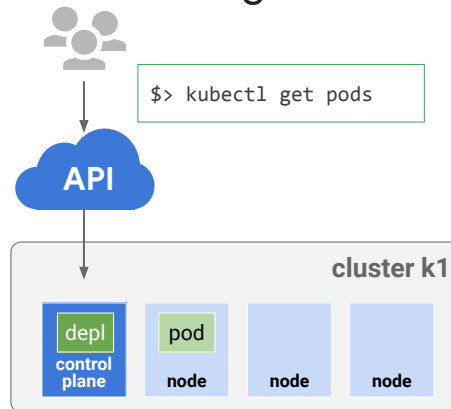 $> kubectl get pods
API
cluster k1
depl
control
plane
pod
node
node
node